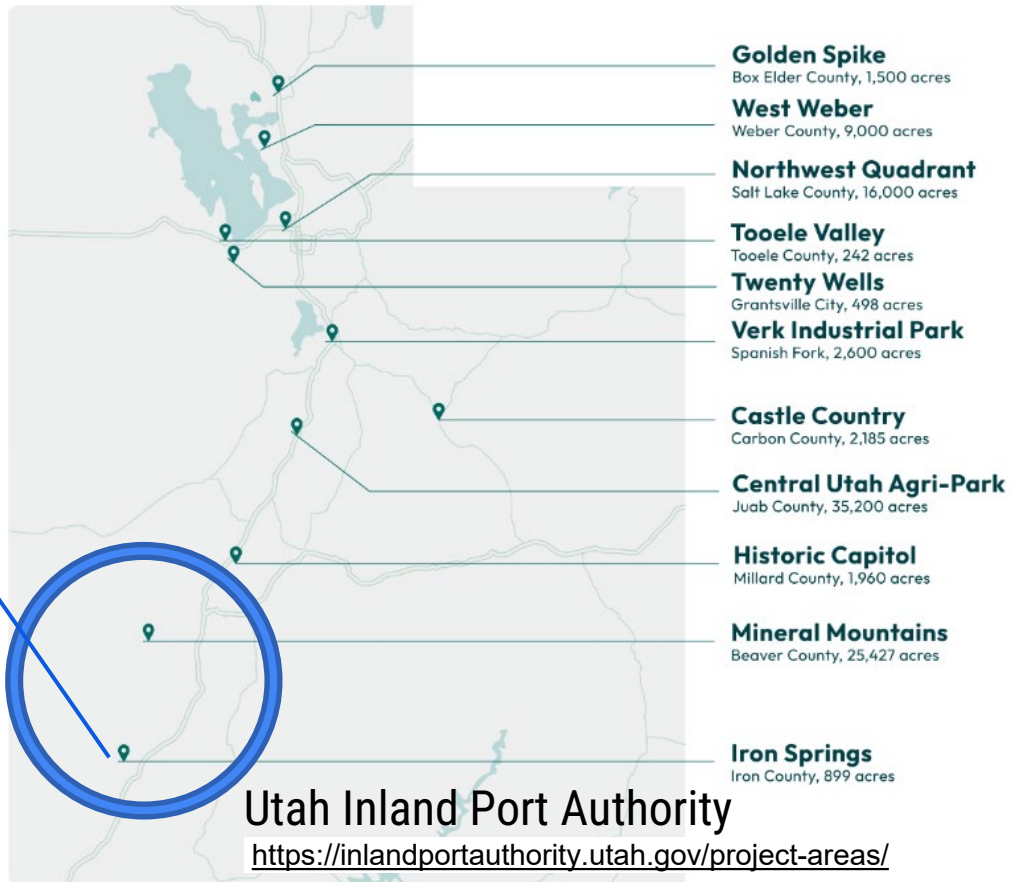 Golden Spike
Box Elder County, 1,500 acres
West Weber
Weber County, 9,000 acres
Northwest Quadrant
Salt Lake County, 16,000 acres
Tooele Valley
Tooele County, 242 acres
Twenty Wells
Grantsville City, 498 acres
Verk Industrial Park
Spanish Fork, 2,600 acres
Castle Country
Carbon County, 2,185 acres
Central Utah Agri-Park
Juab County, 35,200 acres
Historic Capitol
Millard County, 1,960 acres
Mineral Mountains
Beaver County, 25,427 acres
Iron Springs
Iron County, 899 acres
Utah Inland Port Authority
https://inlandportauthority.utah.gov/project-areas/